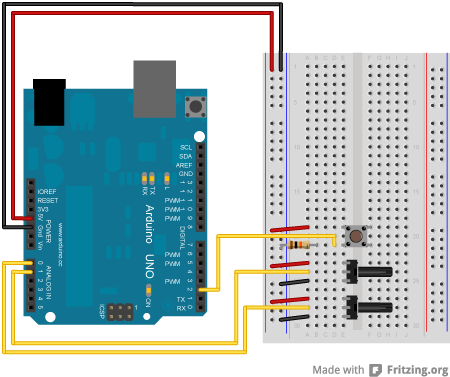 SCL
SDA
AREF
GND
IOREF
RESET
3V3
5V
Gnd
Vin
POWER
www.arduino.cc
ANALOG IN
0
1
2
3
4
5
RX
TX
L
Arduino UNO
ON
ICSP
1
13
12
PWM 11
PWM 10
PWM 9
8
DIGITAL
7
PWM 6
PWM 5
4
PWM 3
2
TX 1
RX 0
Made with Fritzing.org